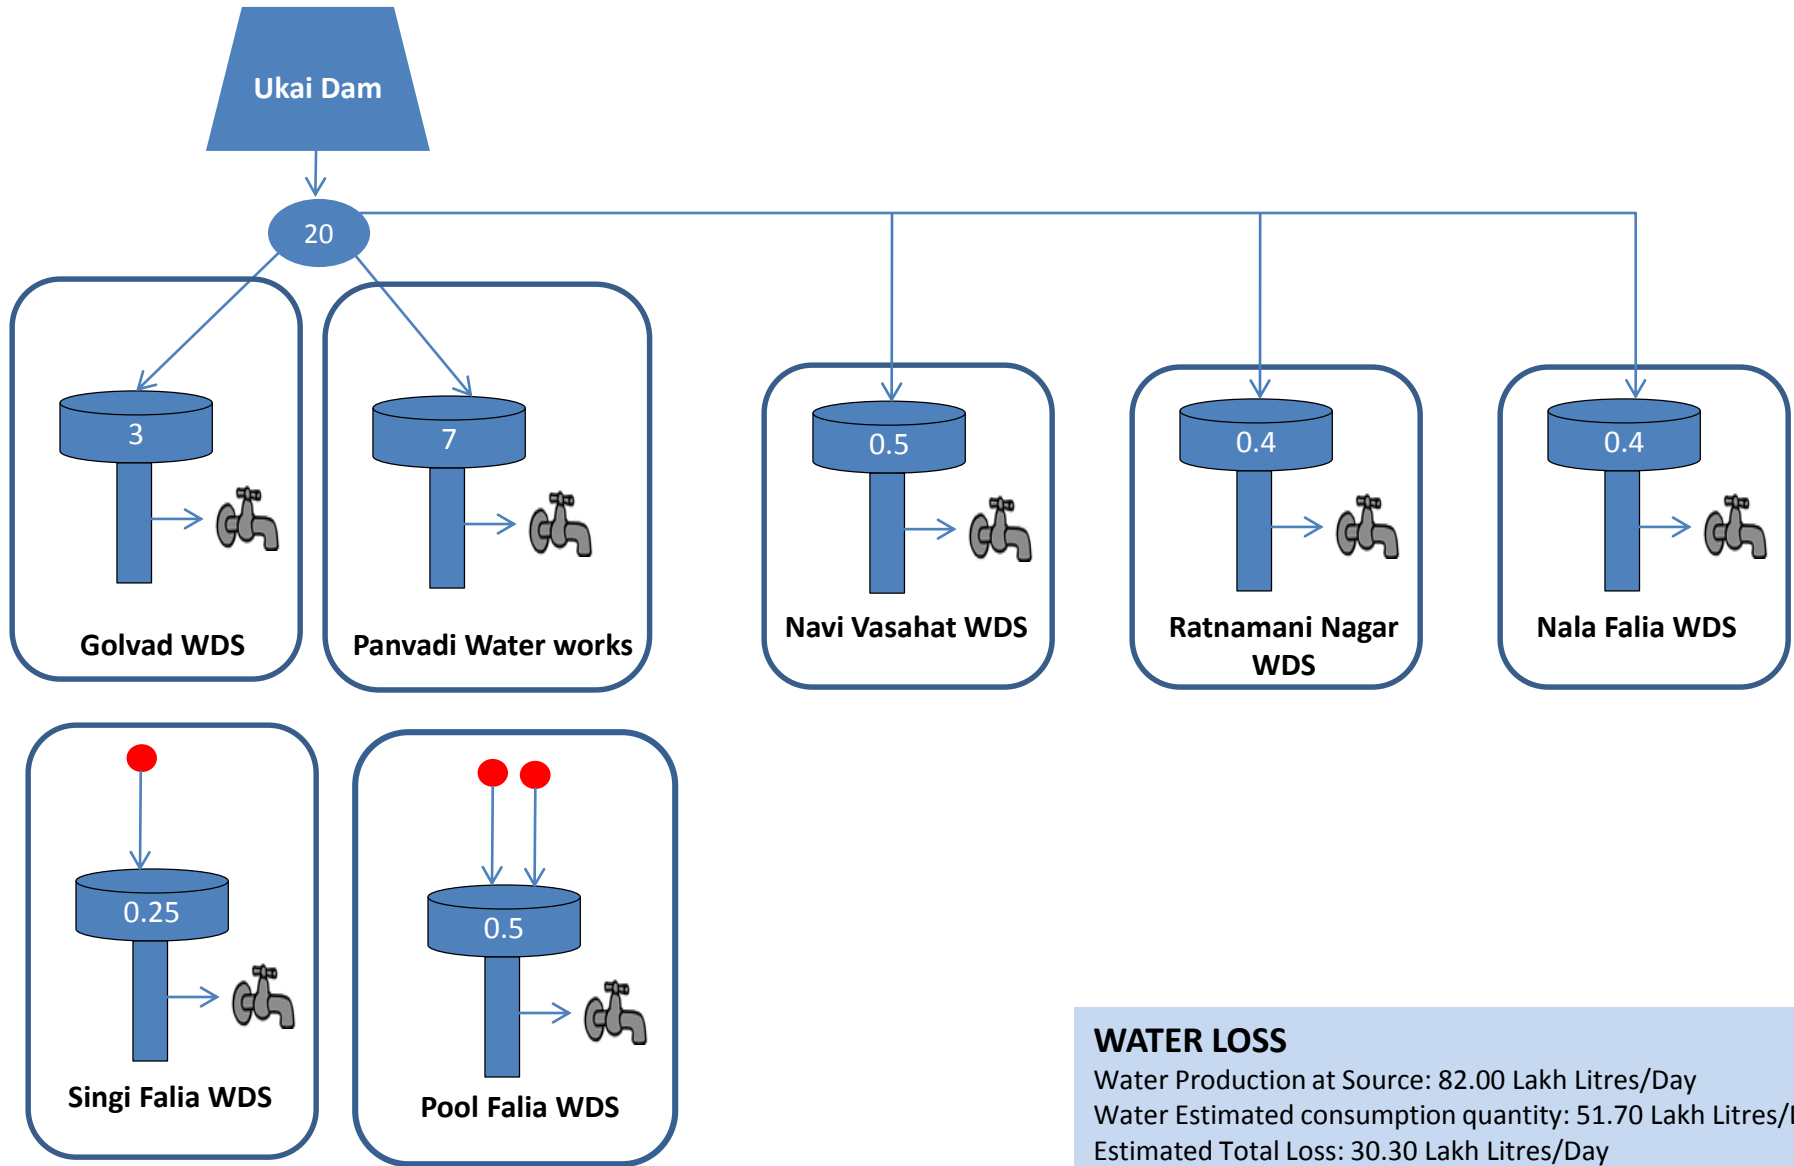 Ukai Dam
20
3
7
0.5
0.4
0.4
Golvad WDS
Panvadi Water works
Navi Vasahat WDS
Ratnamani Nagar
WDS
Nala Falia WDS
0.25
0.5
Singi Falia WDS
Pool Falia WDS
WATER LOSS
Water Production at Source: 82.00 Lakh Litres/Day
Water Estimated consumption quantity: 51.70 Lakh Litres/
Estimated Total Loss: 30.30 Lakh Litres/Day